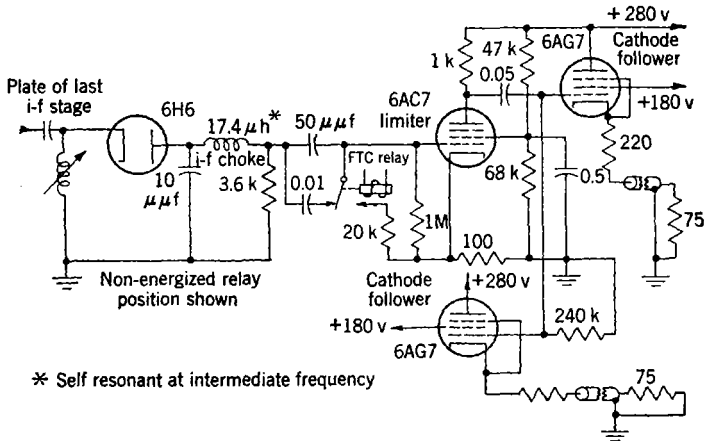 + 280 v
Cathode
follower
6AG7
+180 v
1 k
47 k
0.05
6AC7
limiter
Plate of last
i-f stage
6H6
17.4 μh*
i-f choke
50 μμf
FTC relay
10
μμf
3.6 k
0.01
20 k
1M
68 k
0.5
220
75
100
Non-energized relay
position shown
Cathode
follower
+280 v
+180 v
6AG7
240 k
75
* Self resonant at intermediate frequency